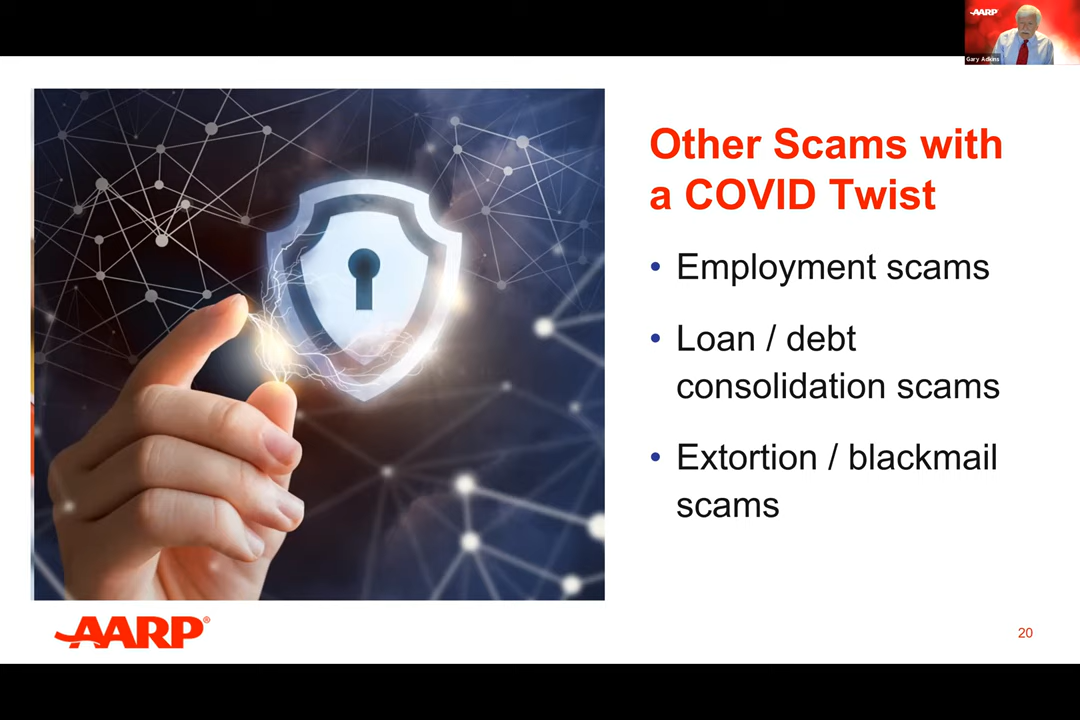 AARP
Gary Adkins
Other Scams with
a COVID Twist
• Employment scams
• Loan / debt
consolidation scams
• Extortion / blackmail
scams
AARP®
20